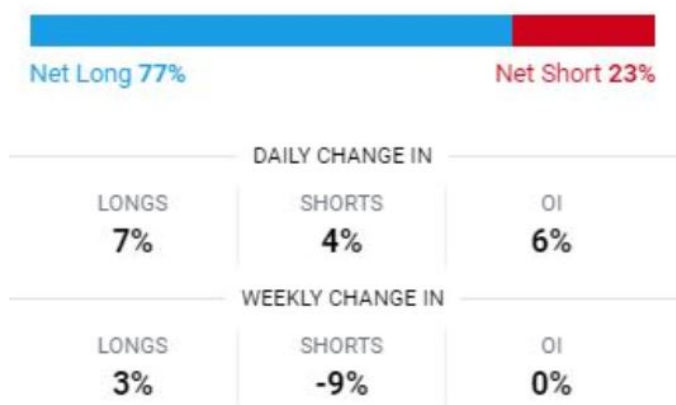 Net Long 77% Net Short 23%
DAILY CHANGE IN
LONGS SHORTS OI
7% 4% 6%
WEEKLY CHANGE IN
LONGS SHORTS OI
3% -9% 0%